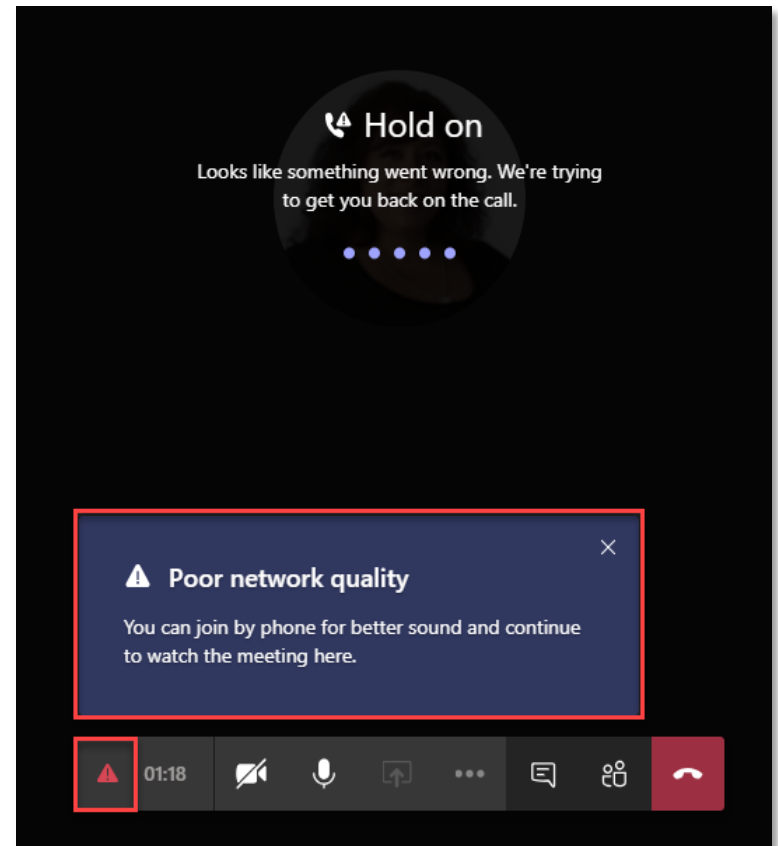 Hold on
Looks like something went wrong. We're trying
to get you back on the call.
Poor network quality
You can join by phone for better sound and continue
to watch the meeting here.
01:18